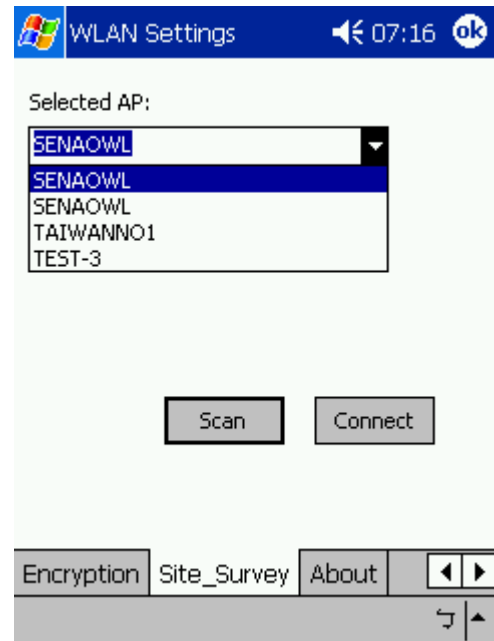 WLAN Settings 07:16 ok
Selected AP:
SENAOWL
SENAOWL
SENAOWL
TAIWANNO1
TEST-3
Scan Connect
Encryption Site_Survey About
ㄅ